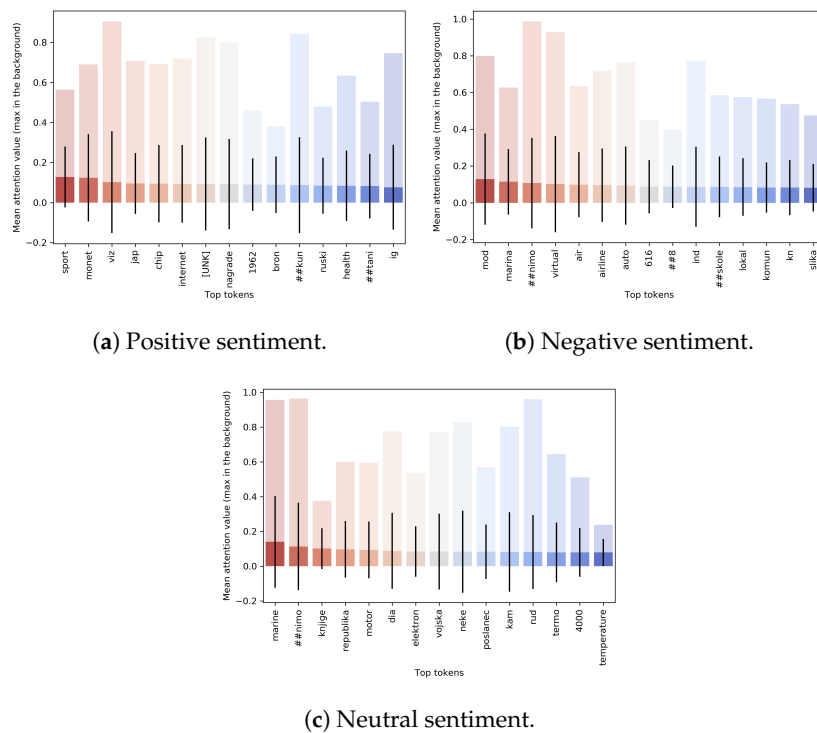 Mean attention value (max in the background)
0.8
0.6
0.4
0.2
0.0
−0.2
sport
monet
viz
jap
chip
internet
[UNK]
nagrade
1962
bron
##kun
ruski
health
##tani
ig
Top tokens
(a) Positive sentiment.
Mean attention value (max in the background)
1.0
0.8
0.6
0.4
0.2
0.0
−0.2
mod
marina
##nimo
virtual
air
airline
auto
616
##8
ind
##skole
lokal
komun
kn
slika
Top tokens
(b) Negative sentiment.
Mean attention value (max in the background)
1.0
0.8
0.6
0.4
0.2
0.0
−0.2
marine
##nimo
knjige
republika
motor
dia
elektron
vojska
neke
poslanec
kam
rud
termo
4000
temperature
Top tokens
(c) Neutral sentiment.